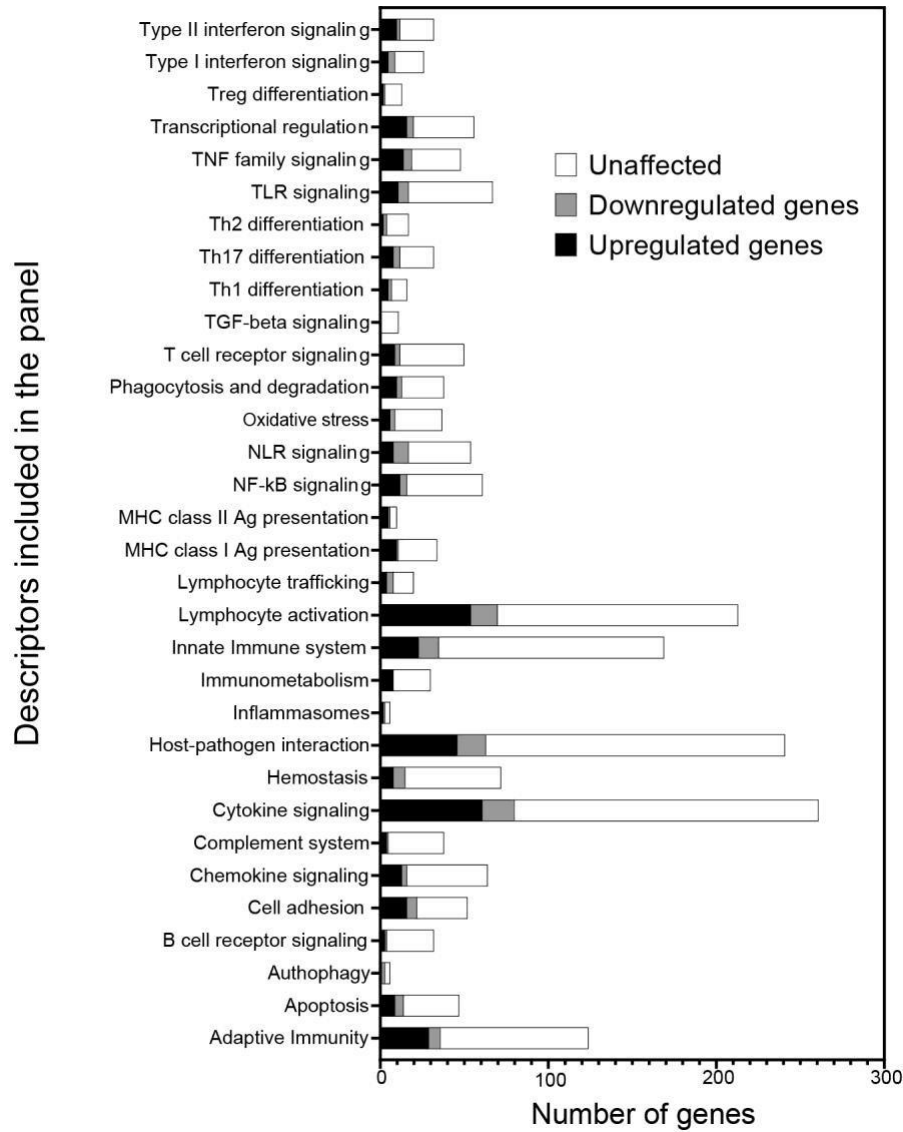 Descriptors included in the panel
Type II interferon signaling
Type I interferon signaling
Treg differentiation
Transcriptional regulation
TNF family signaling
TLR signaling
Th2 differentiation
Th17 differentiation
Th1 differentiation
TGF-beta signaling
T cell receptor signaling
Phagocytosis and degradation
Oxidative stress
NLR signaling
NF-kB signaling
MHC class II Ag presentation
MHC class I Ag presentation
Lymphocyte trafficking
Lymphocyte activation
Innate Immune system
Immunometabolism
Inflammasomes
Host-pathogen interaction
Hemostasis
Cytokine signaling
Complement system
Chemokine signaling
Cell adhesion
B cell receptor signaling
Authophagy
Apoptosis
Adaptive Immunity
Unaffected
Downregulated genes
Upregulated genes
0 100 200 300
Number of genes